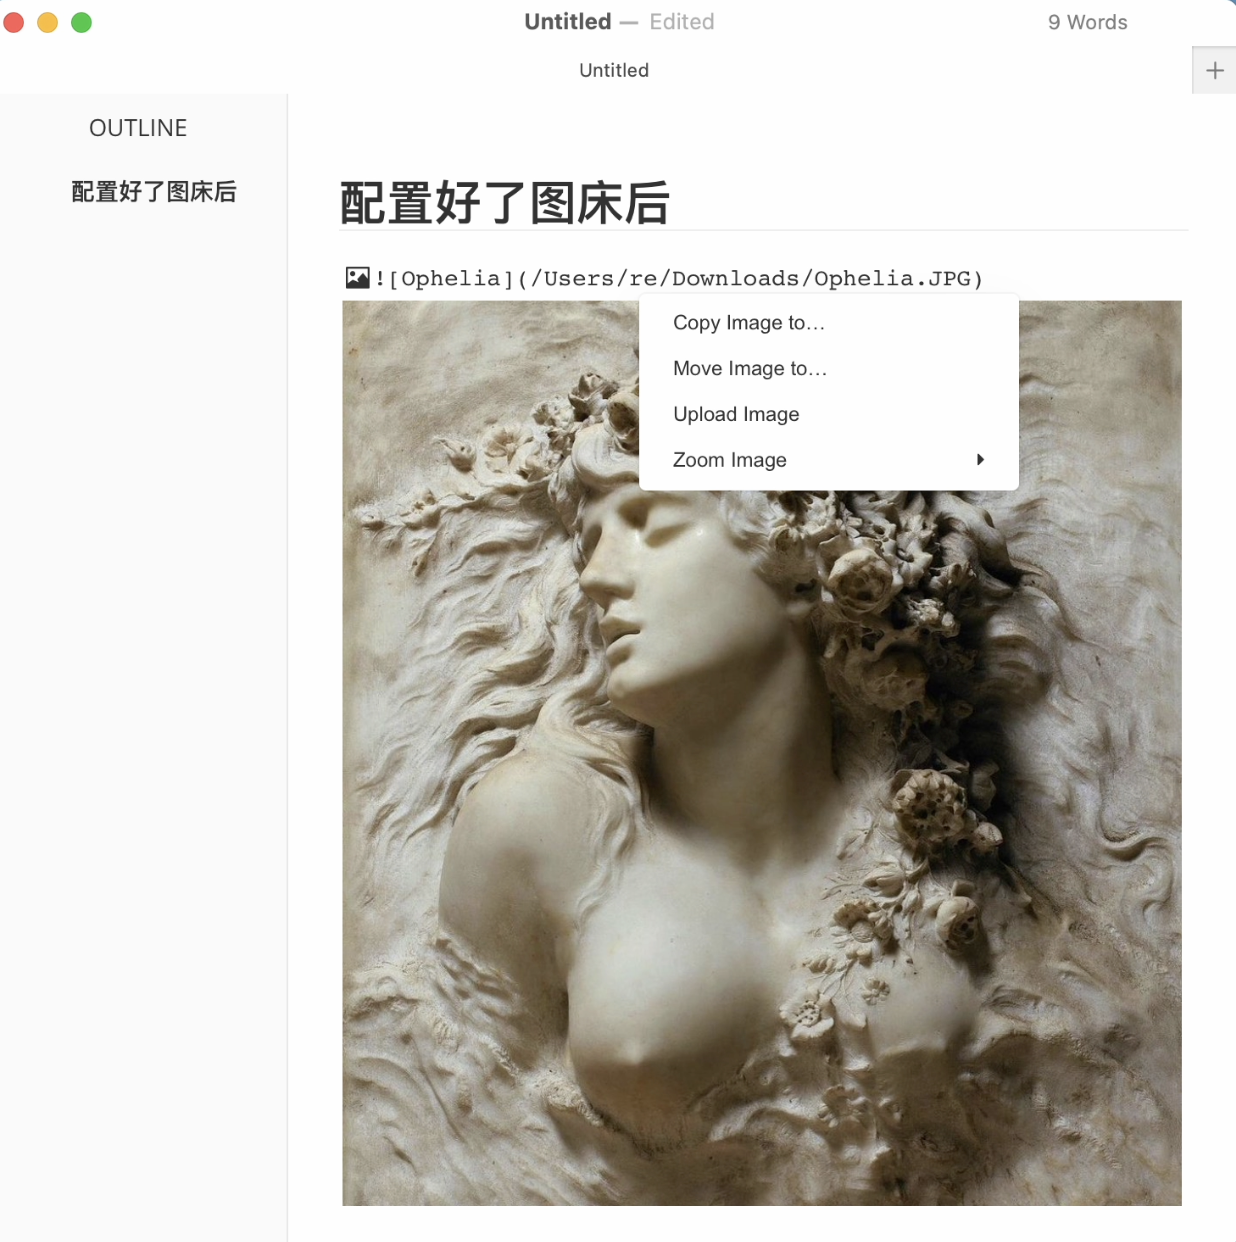 Untitled — Edited
9 Words
Untitled
+
OUTLINE
配置好了图床后
配置好了图床后
![Ophelia](/Users/re/Downloads/Ophelia.JPG)
Copy Image to…
Move Image to…
Upload Image
Zoom Image